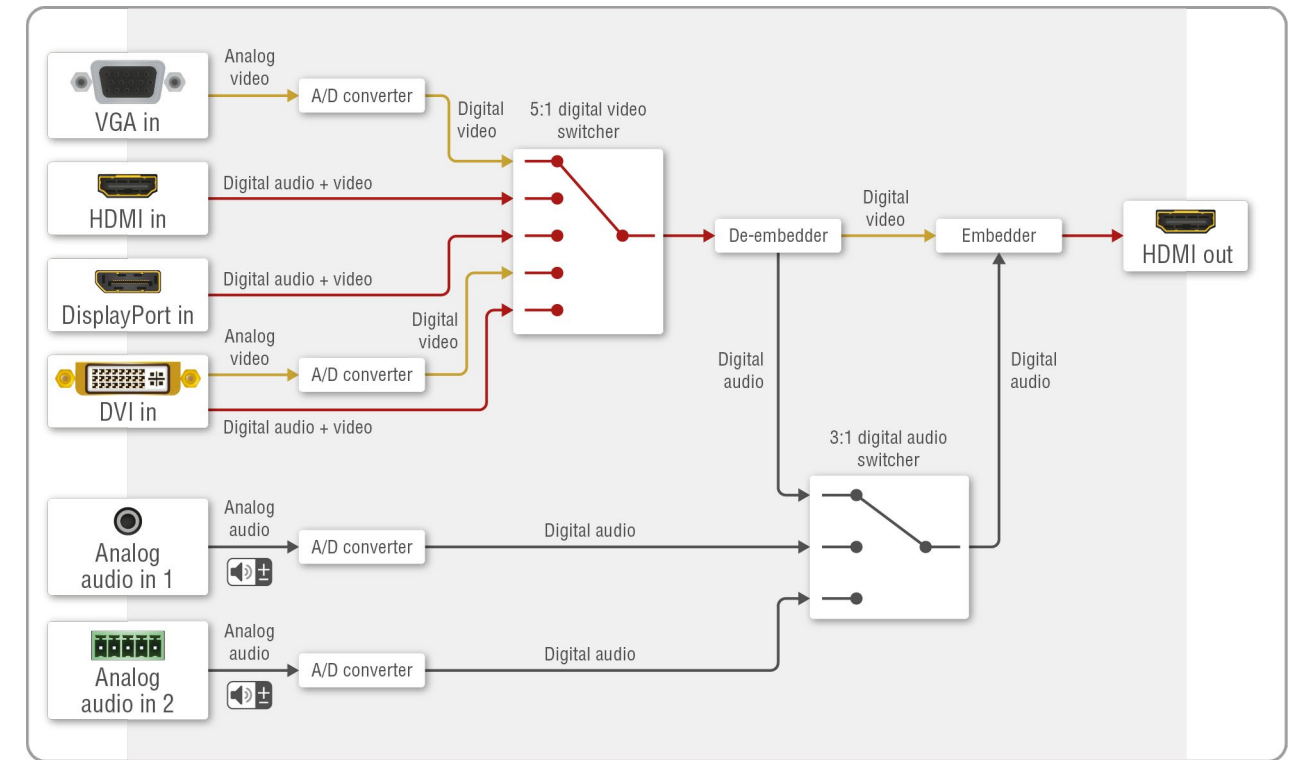 Analog
video
VGA in
A/D converter
Digital
video
5:1 digital video
switcher
HDMI in
Digital audio + video
De-embedder
Digital
video
Embedder
HDMI out
DisplayPort in
Digital audio + video
Digital
video
Analog
video
A/D converter
DVI in
Digital audio + video
Digital
audio
Digital
audio
3:1 digital audio
switcher
Analog
audio in 1
Analog
audio
A/D converter
Digital audio
Analog
audio in 2
Analog
audio
A/D converter
Digital audio